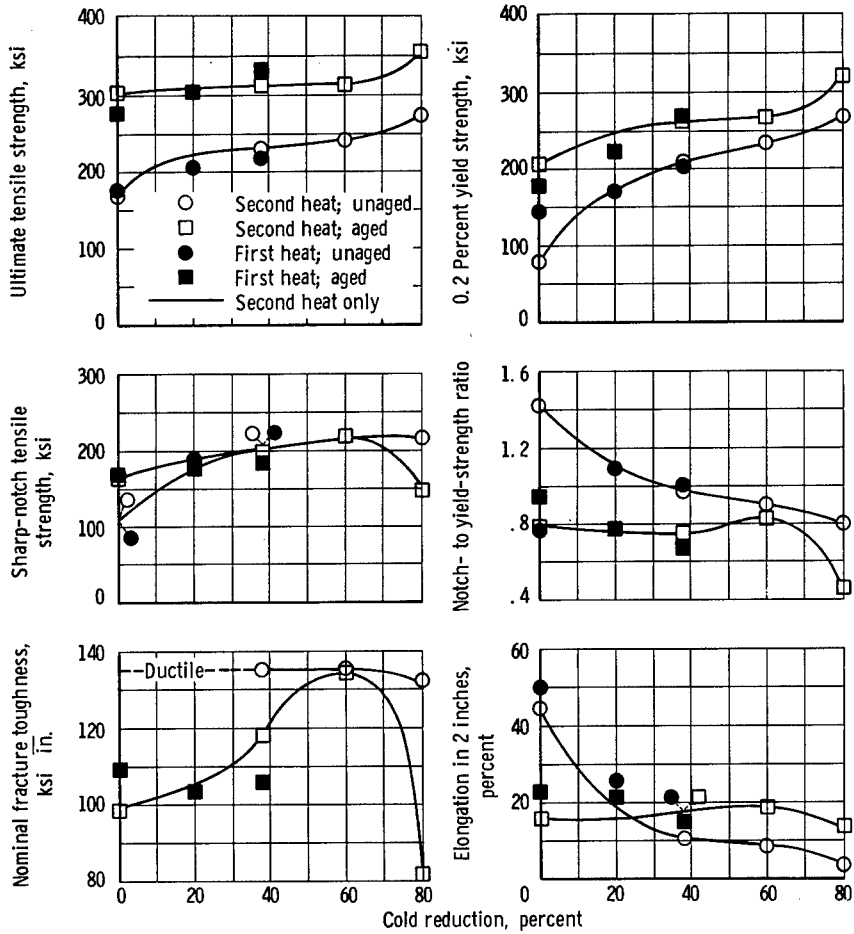 Ultimate tensile strength, ksi
400
300
200
100
0
Second heat; unaged
Second heat; aged
First heat; unaged
First heat; aged
Second heat only
0.2 Percent yield strength, ksi
400
300
200
100
0
Sharp-notch tensile
strength, ksi
300
200
100
0
Notch- to yield-strength ratio
1.6
1.2
.8
.4
Nominal fracture toughness,
ksi in.
140
120
100
80
Ductile
0 20 40 60 80
Elongation in 2 inches,
percent
60
40
20
0
0 20 40 60 80
Cold reduction, percent